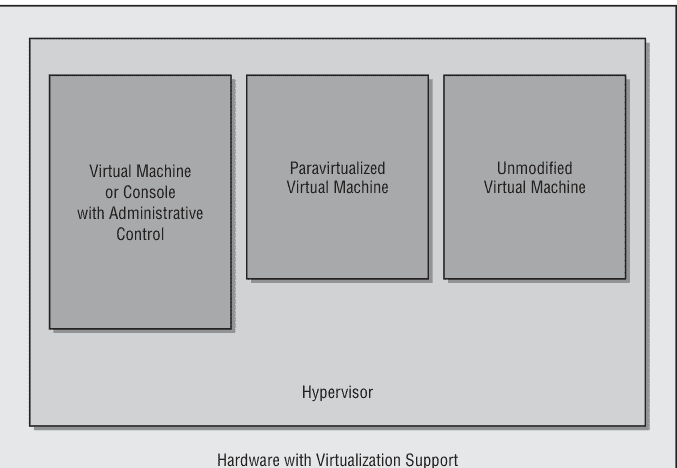 Virtual Machine
or Console
with Administrative
Control
Paravirtualized
Virtual Machine
Unmodified
Virtual Machine
Hypervisor
Hardware with Virtualization Support